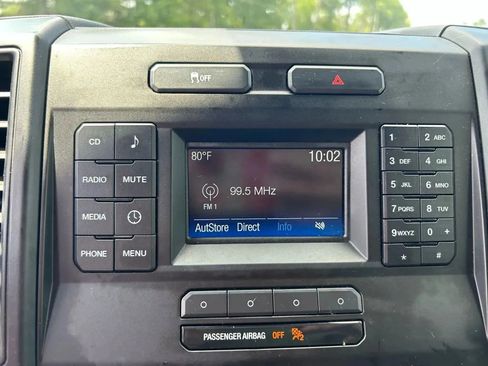 OFF
CD
RADIO MUTE
MEDIA
PHONE MENU
80°F 10:02
99.5 MHz
FM 1
AutStore Direct Info
1 2 ABC
3 DEF 4 GHI
5 JKL 6 MNO
7 PQRS 8 TUV
9 WXYZ 0 +
* #
PASSENGER AIRBAG OFF 2